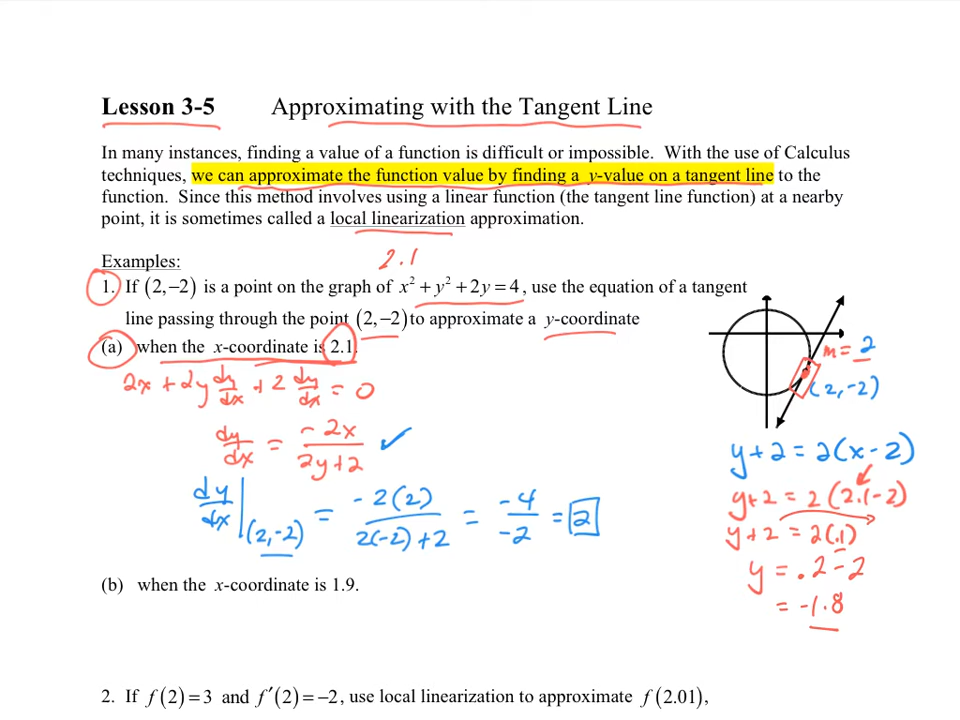 Lesson 3-5 Approximating with the Tangent Line
In many instances, finding a value of a function is difficult or impossible. With the use of Calculus
techniques, we can approximate the function value by finding a y-value on a tangent line to the
function. Since this method involves using a linear function (the tangent line function) at a nearby
point, it is sometimes called a local linearization approximation.
Examples:
2.1
1. If (2,−2) is a point on the graph of x² + y² + 2y = 4, use the equation of a tangent
line passing through the point (2,−2) to approximate a y-coordinate
(a) when the x-coordinate is 2.1.
2x + 2y dy/dx + 2 dy/dx = 0
dy/dx = -2x/(2y+2) ✓
dy/dx |(2,-2) = -2(2)/(2(-2)+2) = -4/-2 = 2
m = 2
(2,-2)
y+2 = 2(x-2)
y+2 = 2(2.1-2)
y+2 = 2(.1)
y = .2-2
= -1.8
(b) when the x-coordinate is 1.9.
2. If f(2)=3 and f′(2)=−2, use local linearization to approximate f(2.01),